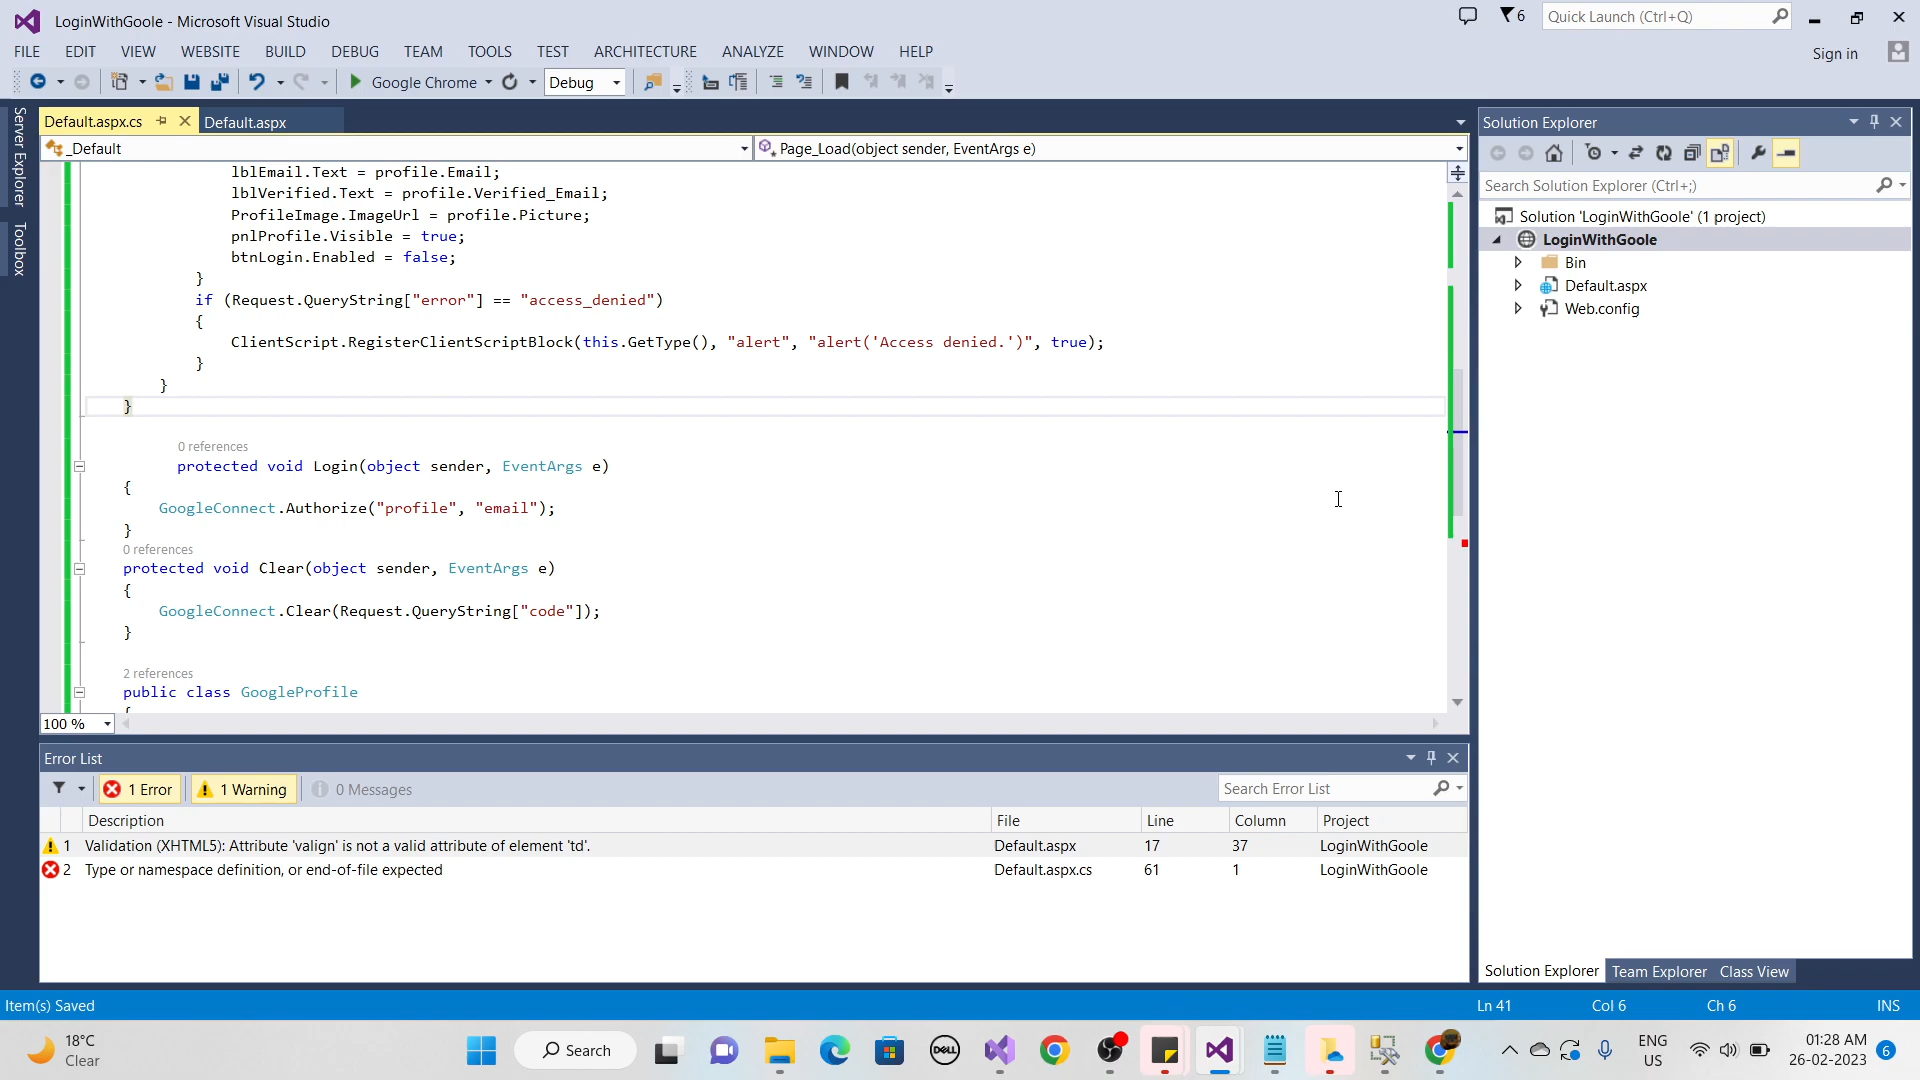 LoginWithGoole - Microsoft Visual Studio
6
Quick Launch (Ctrl+Q)
FILE EDIT VIEW WEBSITE BUILD DEBUG TEAM TOOLS TEST ARCHITECTURE ANALYZE WINDOW HELP
Sign in
Google Chrome
Debug
Server Explorer
Toolbox
Default.aspx.cs
Default.aspx
_Default
Page_Load(object sender, EventArgs e)
lblEmail.Text = profile.Email;
lblVerified.Text = profile.Verified_Email;
ProfileImage.ImageUrl = profile.Picture;
pnlProfile.Visible = true;
btnLogin.Enabled = false;
}
if (Request.QueryString["error"] == "access_denied")
{
ClientScript.RegisterClientScriptBlock(this.GetType(), "alert", "alert('Access denied.')", true);
}
}
}
0 references
protected void Login(object sender, EventArgs e)
{
GoogleConnect.Authorize("profile", "email");
}
0 references
protected void Clear(object sender, EventArgs e)
{
GoogleConnect.Clear(Request.QueryString["code"]);
}
2 references
public class GoogleProfile
{
100 %
Solution Explorer
Search Solution Explorer (Ctrl+;)
Solution 'LoginWithGoole' (1 project)
LoginWithGoole
Bin
Default.aspx
Web.config
Solution Explorer Team Explorer Class View
Error List
1 Error 1 Warning 0 Messages
Search Error List
Description File Line Column Project
1 Validation (XHTML5): Attribute 'valign' is not a valid attribute of element 'td'. Default.aspx 17 37 LoginWithGoole
2 Type or namespace definition, or end-of-file expected Default.aspx.cs 61 1 LoginWithGoole
Item(s) Saved
Ln 41 Col 6 Ch 6 INS
18°C
Clear
Search
DELL
ENG
US
01:28 AM
26-02-2023
6